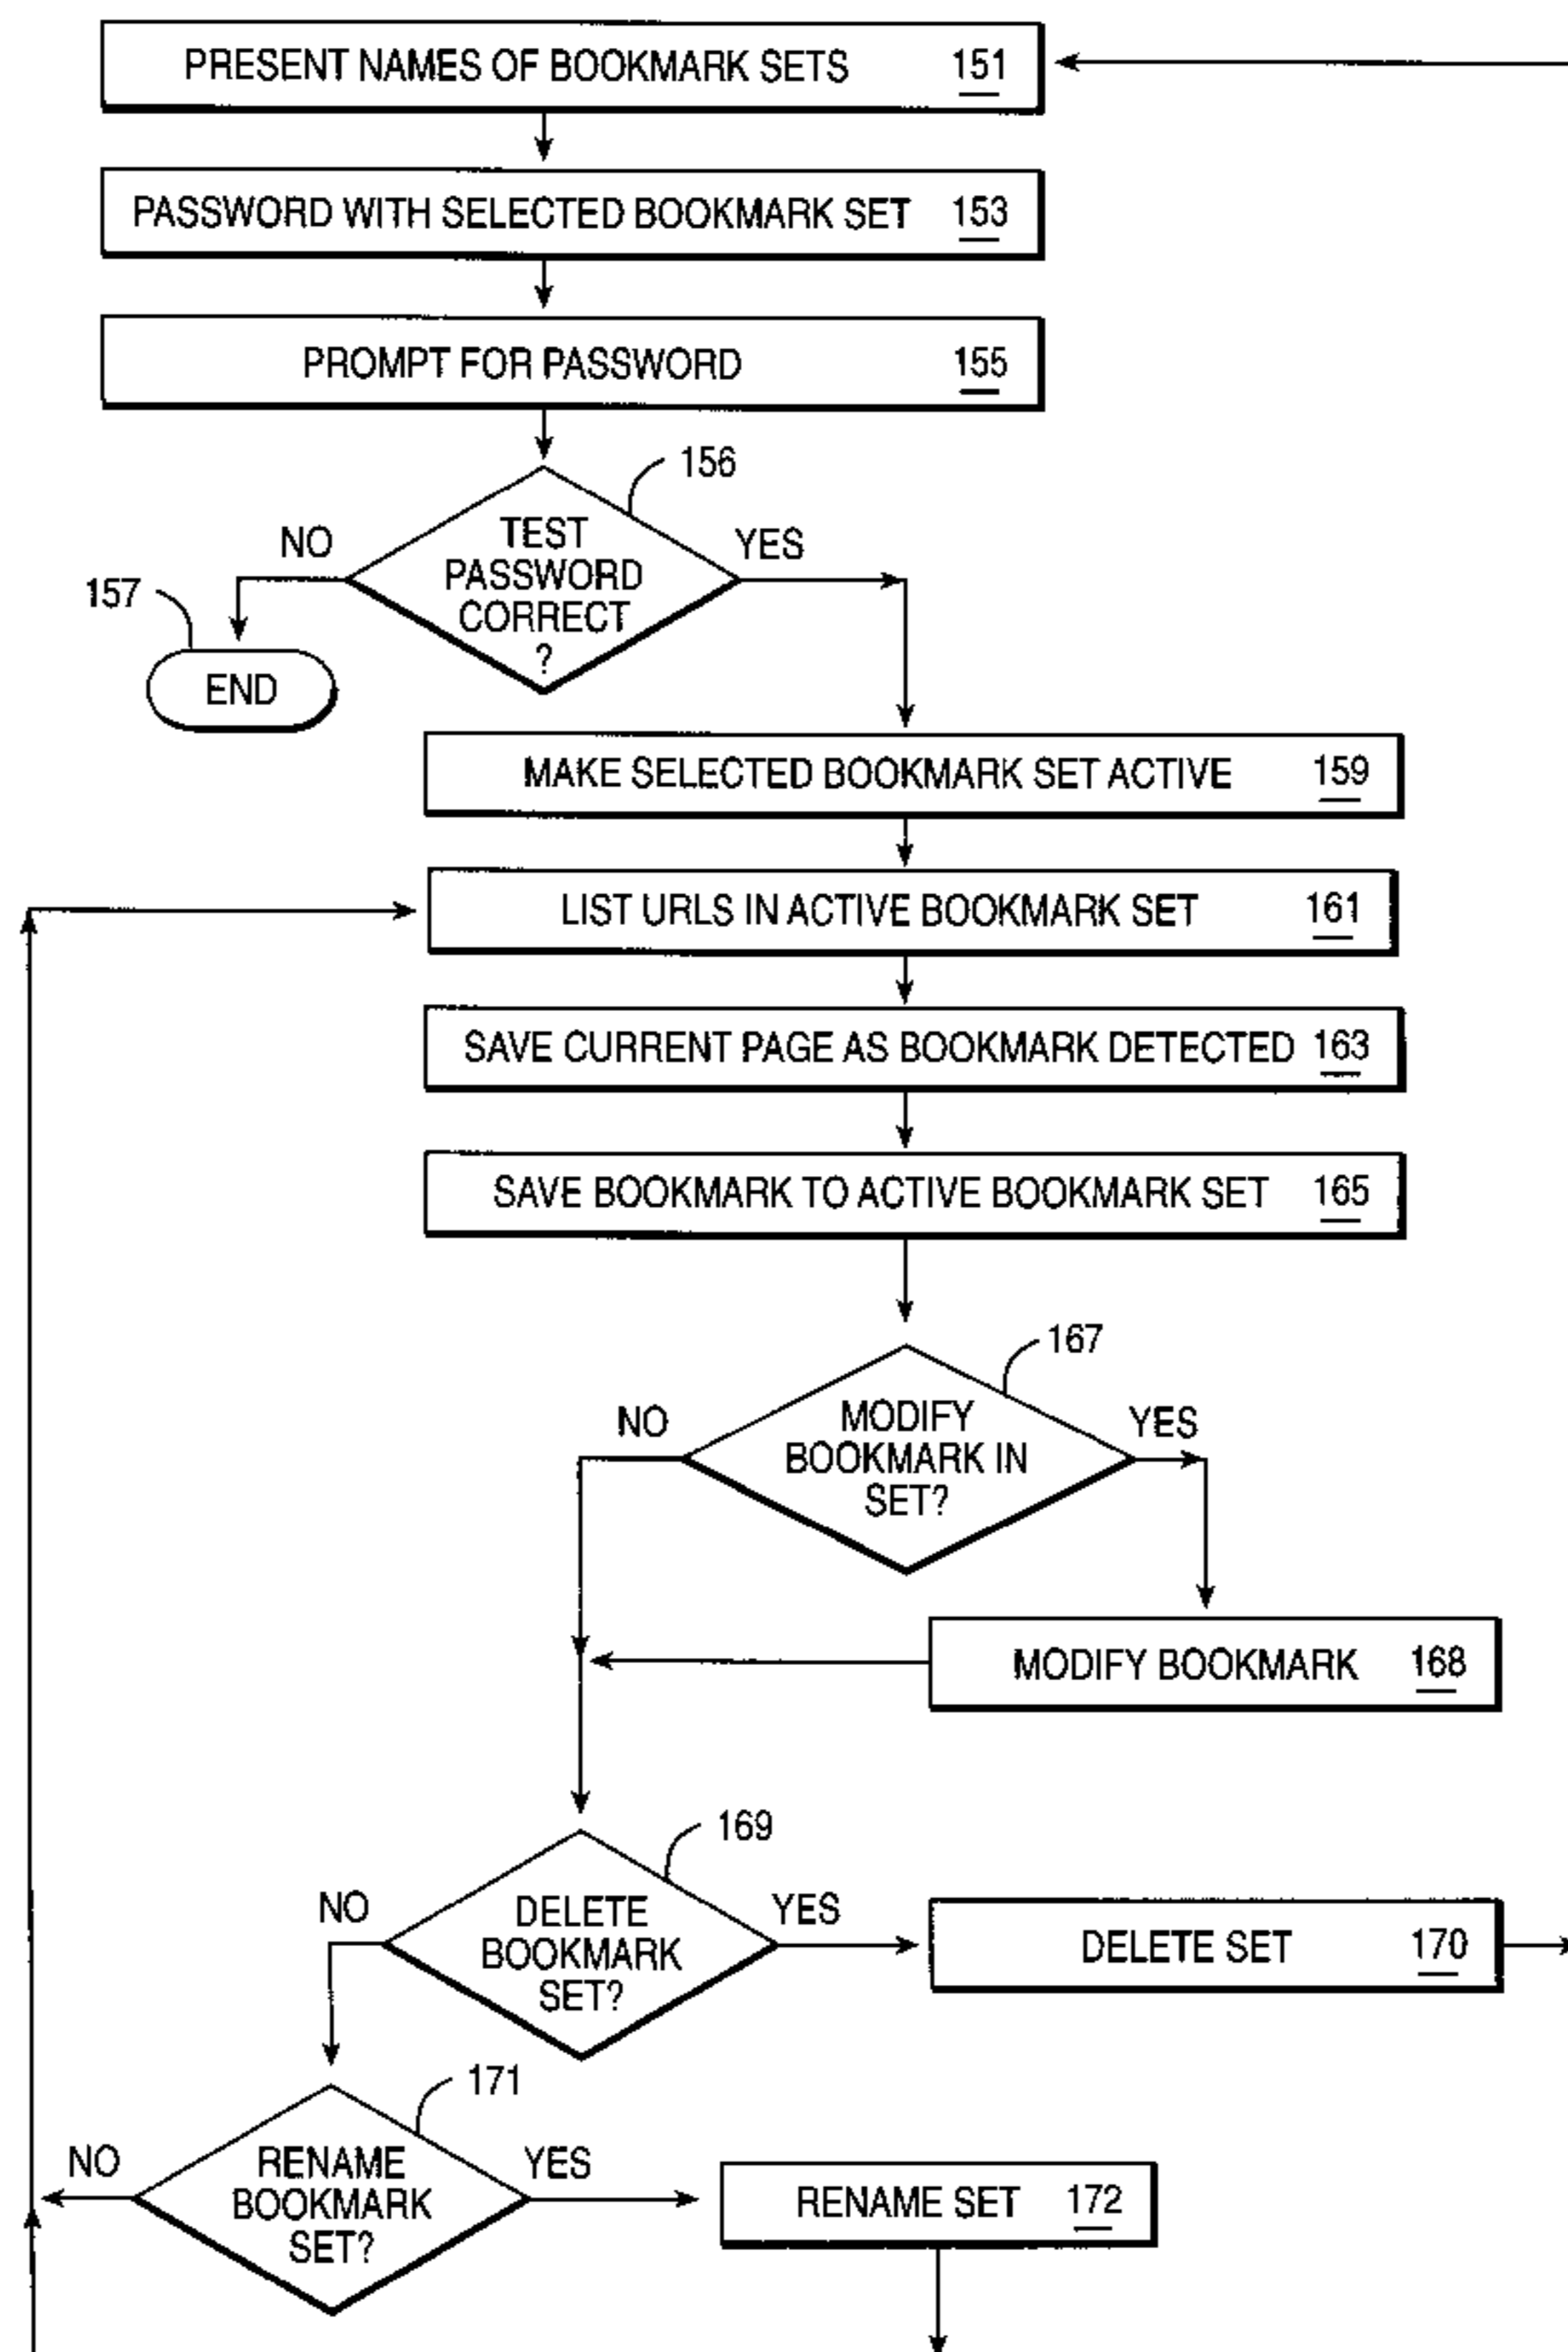 PRESENT NAMES OF BOOKMARK SETS 151
PASSWORD WITH SELECTED BOOKMARK SET 153
PROMPT FOR PASSWORD 155
156
NO
TEST
PASSWORD
CORRECT
?
YES
157
END
MAKE SELECTED BOOKMARK SET ACTIVE 159
LIST URLS IN ACTIVE BOOKMARK SET 161
SAVE CURRENT PAGE AS BOOKMARK DETECTED 163
SAVE BOOKMARK TO ACTIVE BOOKMARK SET 165
167
NO
MODIFY
BOOKMARK IN
SET?
YES
MODIFY BOOKMARK 168
169
NO
DELETE
BOOKMARK
SET?
YES
DELETE SET 170
171
NO
RENAME
BOOKMARK
SET?
YES
RENAME SET 172